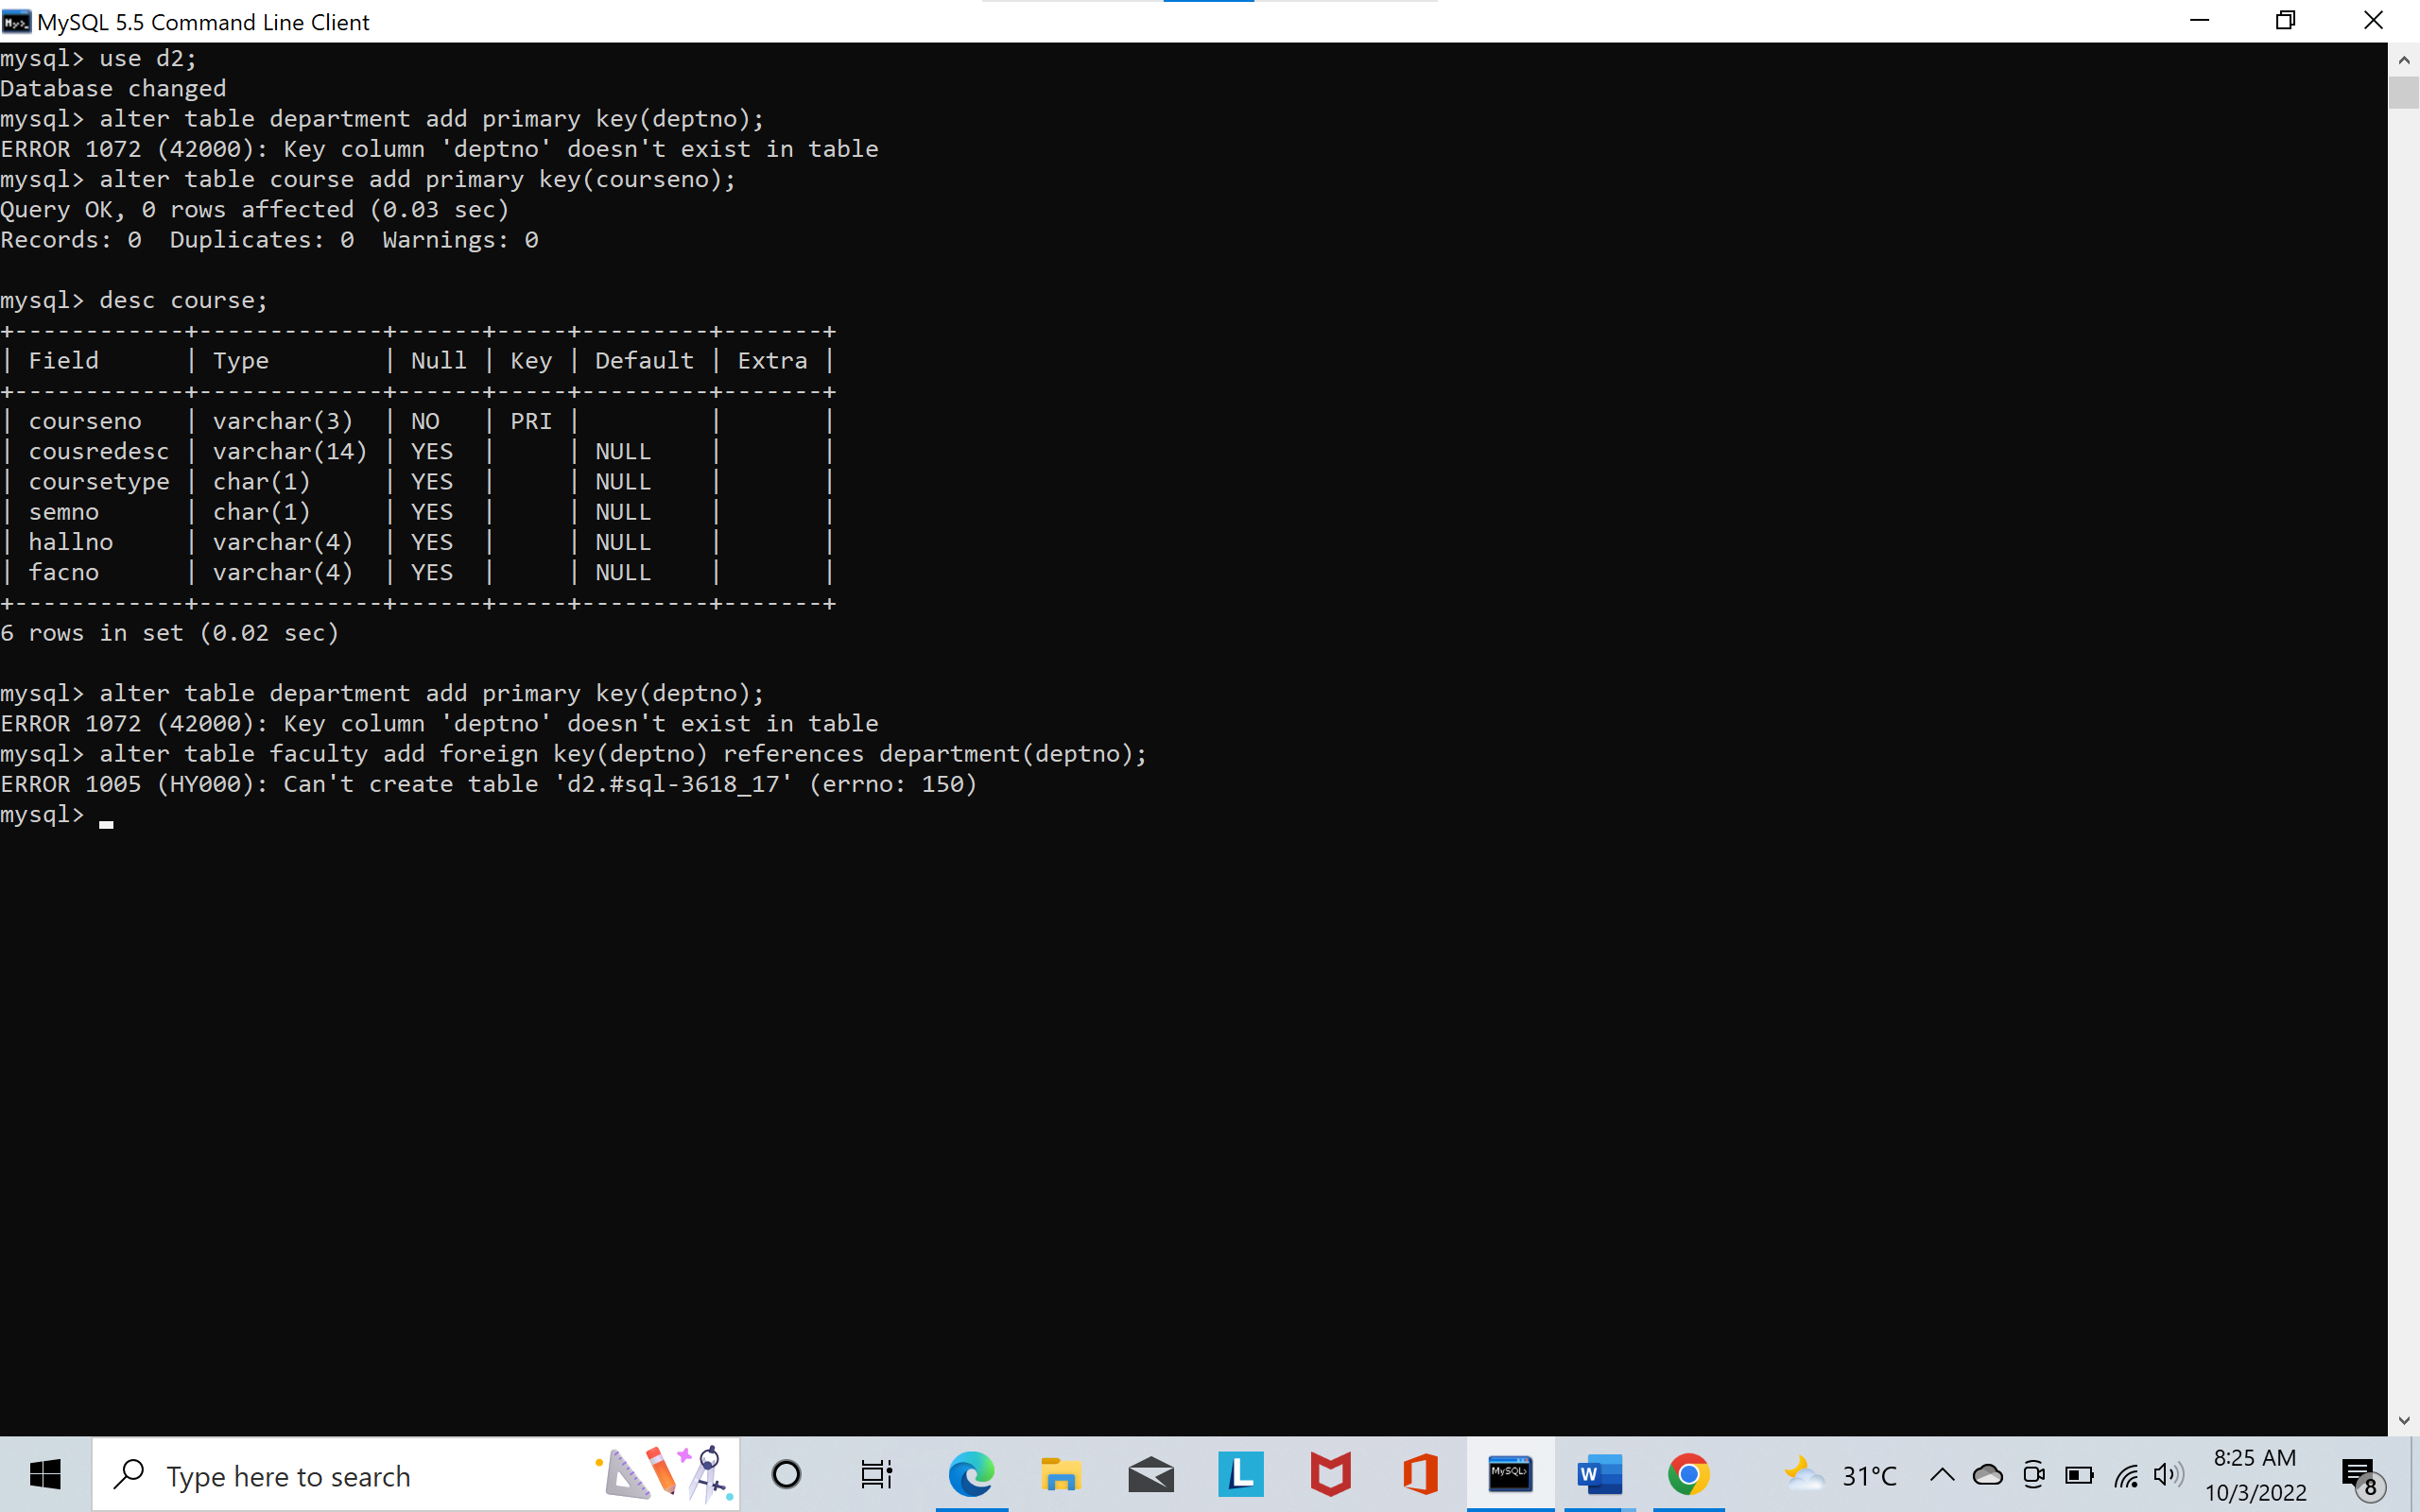 MySQL 5.5 Command Line Client
mysql> use d2;
Database changed
mysql> alter table department add primary key(deptno);
ERROR 1072 (42000): Key column 'deptno' doesn't exist in table
mysql> alter table course add primary key(courseno);
Query OK, 0 rows affected (0.03 sec)
Records: 0  Duplicates: 0  Warnings: 0

mysql> desc course;
+------------+-------------+------+-----+---------+-------+
| Field      | Type        | Null | Key | Default | Extra |
+------------+-------------+------+-----+---------+-------+
| courseno   | varchar(3)  | NO   | PRI |         |       |
| cousredesc | varchar(14) | YES  |     | NULL    |       |
| coursetype | char(1)     | YES  |     | NULL    |       |
| semno      | char(1)     | YES  |     | NULL    |       |
| hallno     | varchar(4)  | YES  |     | NULL    |       |
| facno      | varchar(4)  | YES  |     | NULL    |       |
+------------+-------------+------+-----+---------+-------+
6 rows in set (0.02 sec)

mysql> alter table department add primary key(deptno);
ERROR 1072 (42000): Key column 'deptno' doesn't exist in table
mysql> alter table faculty add foreign key(deptno) references department(deptno);
ERROR 1005 (HY000): Can't create table 'd2.#sql-3618_17' (errno: 150)
mysql>
Type here to search
L
MySQL>
W
31°C
8:25 AM
10/3/2022
8